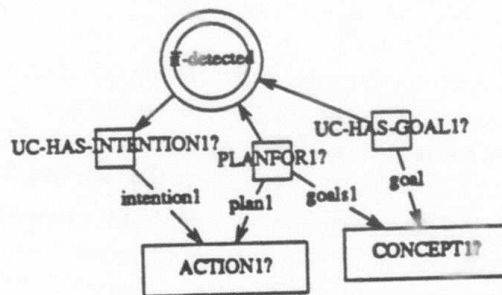 if-detected
UC-HAS-INTENTION1?
PLANFOR1?
UC-HAS-GOAL1?
intention1
plan1
goals1
goal
ACTION1?
CONCEPT1?